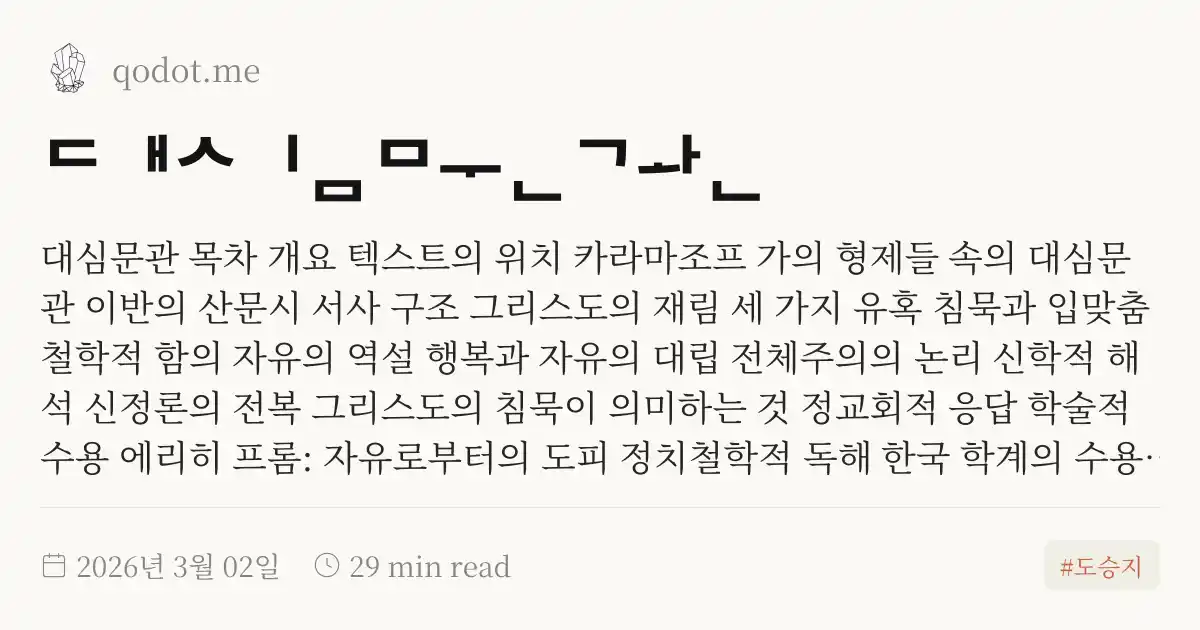 qodot.me
ㄷㅐㅅㅣㅁㅁㅜㄴㄱㅘㄴ
대심문관 목차 개요 텍스트의 위치 카라마조프 가의 형제들 속의 대심문
관 이반의 산문시 서사 구조 그리스도의 재림 세 가지 유혹 침묵과 입맞춤
철학적 함의 자유의 역설 행복과 자유의 대립 전체주의의 논리 신학적 해
석 신정론의 전복 그리스도의 침묵이 의미하는 것 정교회적 응답 학술적
수용 에리히 프롬: 자유로부터의 도피 정치철학적 독해 한국 학계의 수용··
2026년 3월 02일 29 min read
#도승지